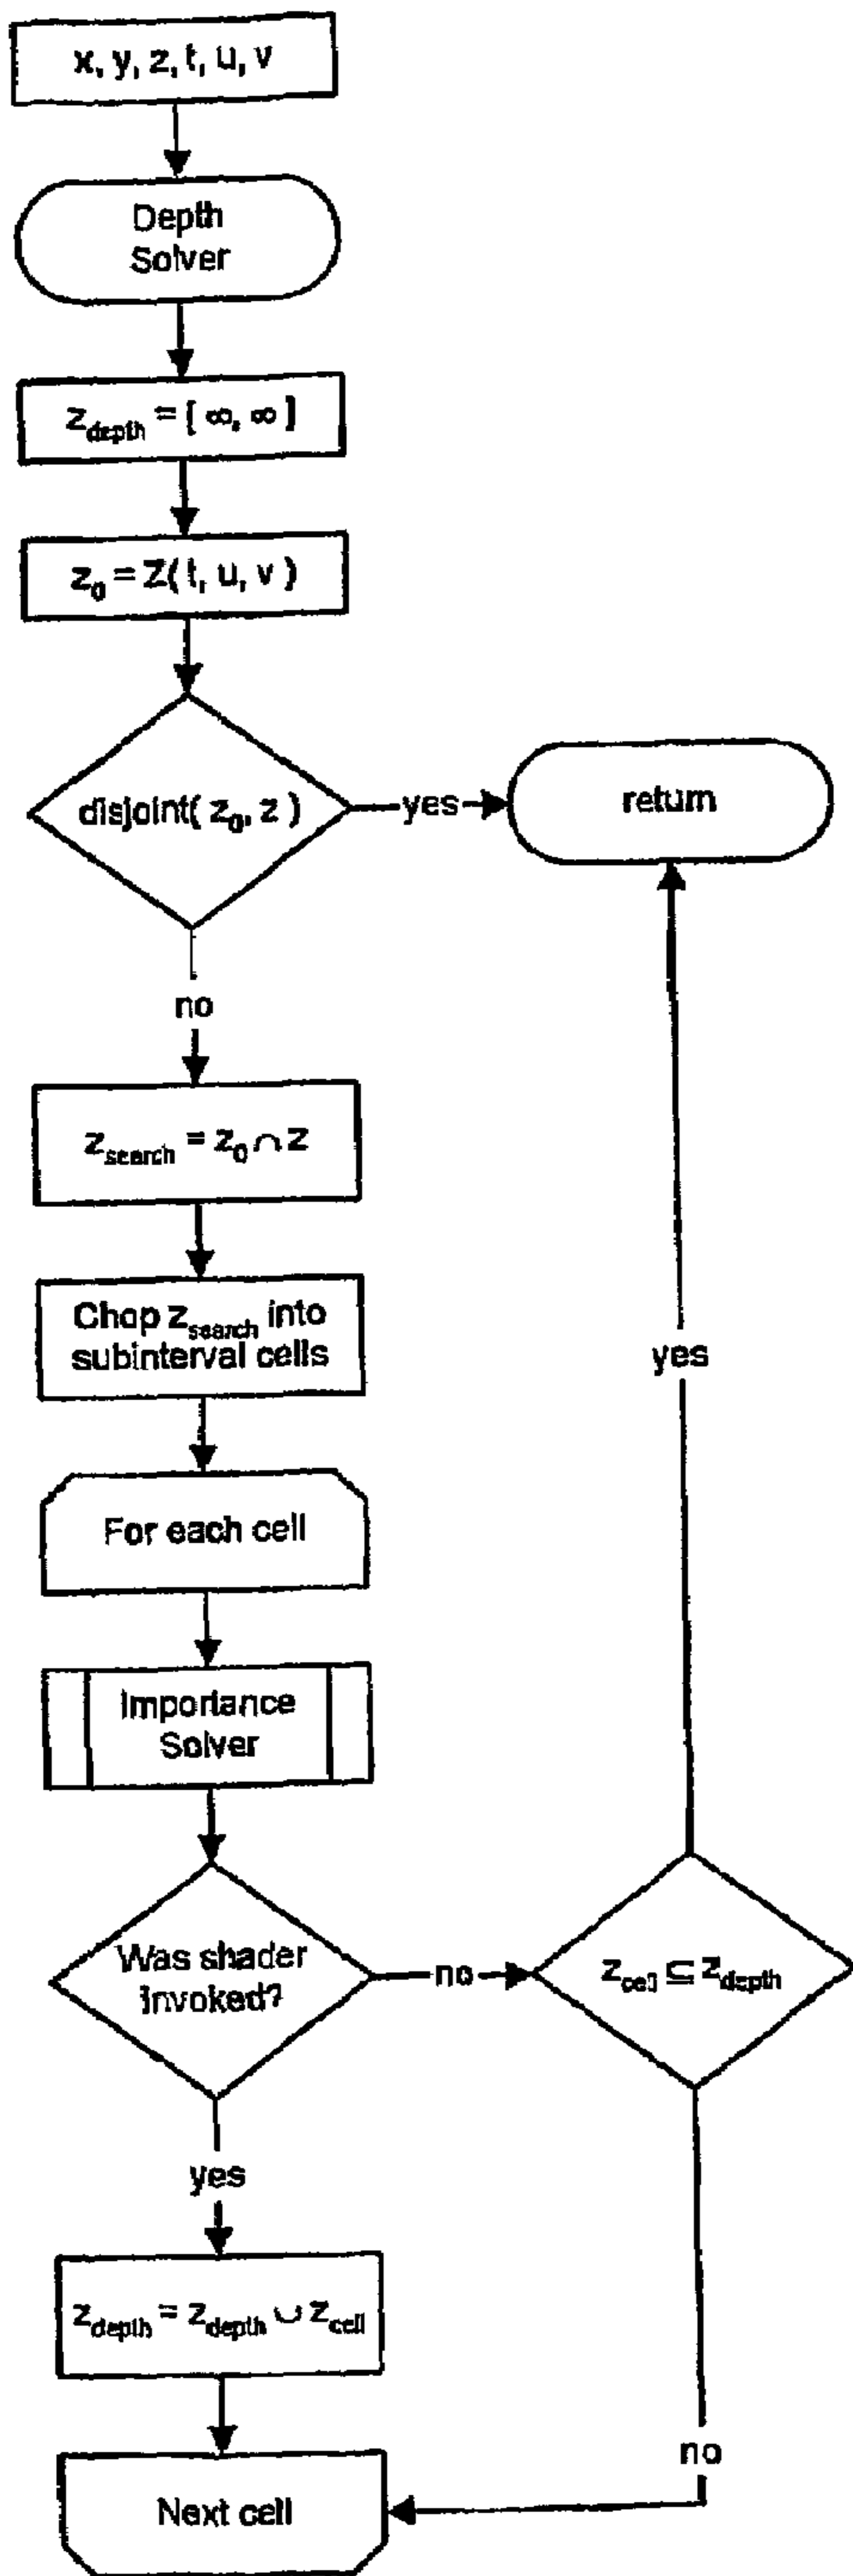 x, y, z, t, u, v
Depth
Solver
z_depth = [ ∞, ∞ ]
z_0 = Z( t, u, v )
disjoint( z_0, z )
yes
return
no
z_search = z_0 ∩ z
Chop z_search into
subinterval cells
yes
For each cell
Importance
Solver
Was shader
invoked?
no
z_cell ⊆ z_depth
yes
z_depth = z_depth ∪ z_cell
no
Next cell